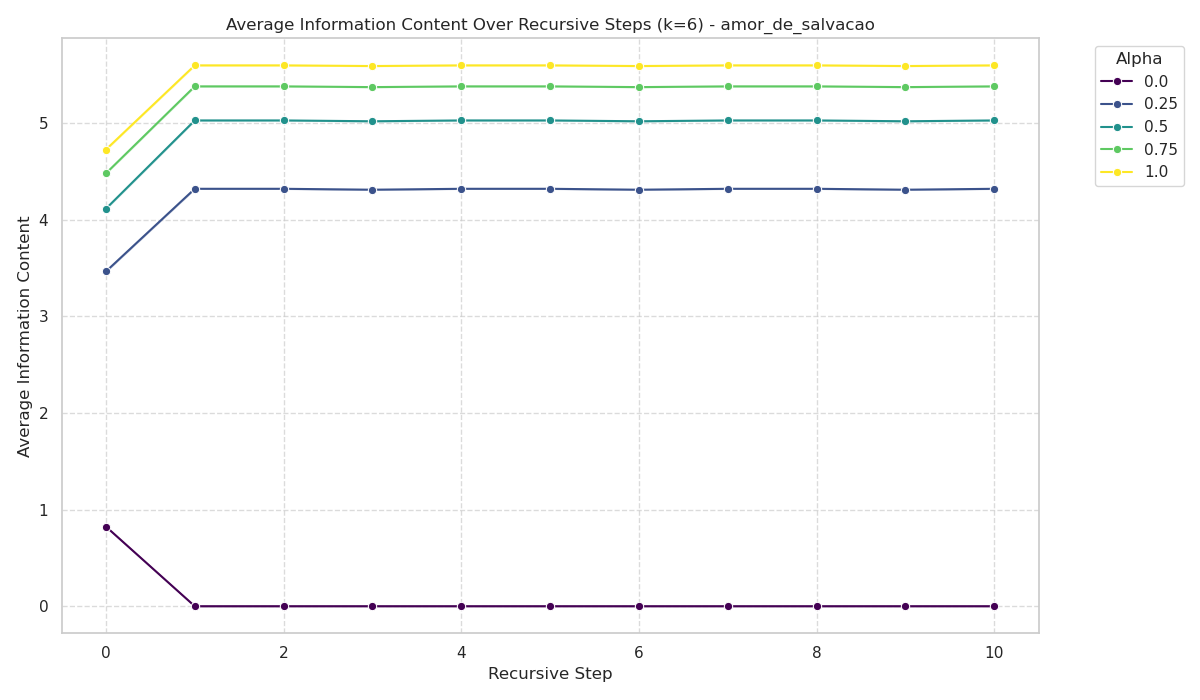 Average Information Content Over Recursive Steps (k=6) - amor_de_salvacao
Alpha
0.0
0.25
0.5
0.75
1.0
Average Information Content
5
4
3
2
1
0
0 2 4 6 8 10
Recursive Step